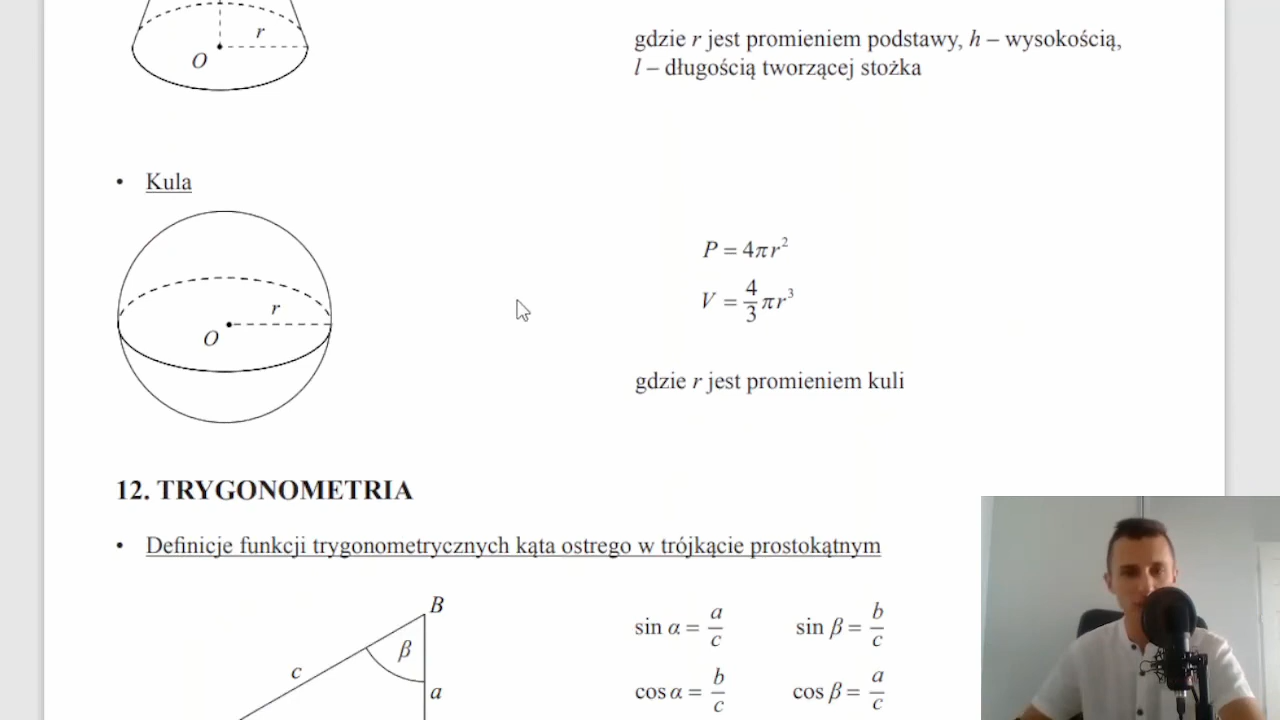 r
O
gdzie r jest promieniem podstawy, h – wysokością,
l – długością tworzącej stożka
• Kula
r
O
P = 4πr²
V = 4/3 πr³
gdzie r jest promieniem kuli
12. TRYGONOMETRIA
• Definicje funkcji trygonometrycznych kąta ostrego w trójkącie prostokątnym
B
β
c
a
sin α = a/c sin β = b/c
cos α = b/c cos β = a/c